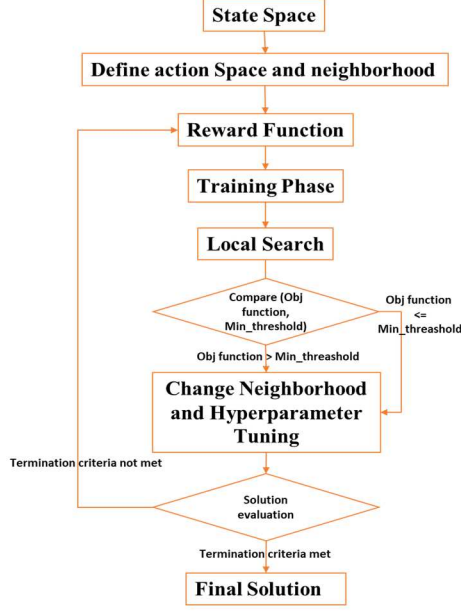 State Space
Define action Space and neighborhood
Reward Function
Training Phase
Local Search
Compare (Obj
function,
Min_threshold)
Obj function
<=
Min_threashold
Obj function > Min_threashold
Change Neighborhood
and Hyperparameter
Tuning
Termination criteria not met
Solution
evaluation
Termination criteria met
Final Solution